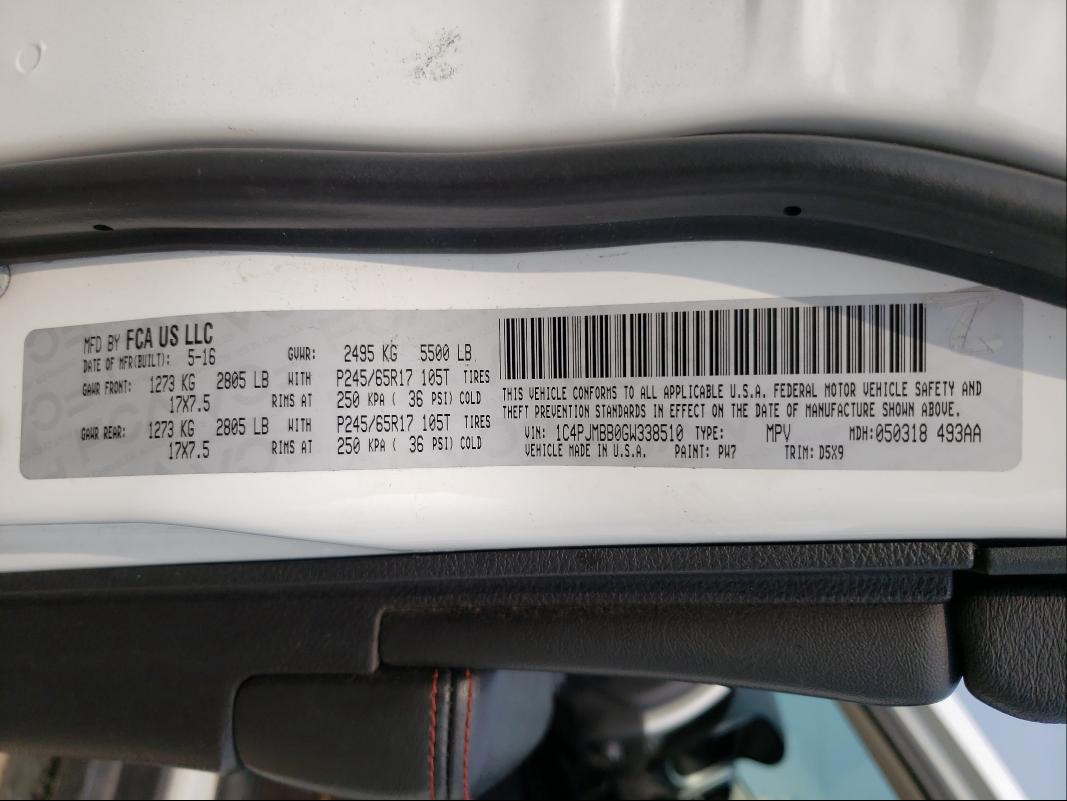 MFD BY FCA US LLC
DATE OF MFR(BUILT): 5-16 GVWR: 2495 KG 5500 LB
GAWR FRONT: 1273 KG 2805 LB WITH P245/65R17 105T TIRES
17X7.5 RIMS AT 250 KPA ( 36 PSI) COLD
GAWR REAR: 1273 KG 2805 LB WITH P245/65R17 105T TIRES
17X7.5 RIMS AT 250 KPA ( 36 PSI) COLD
THIS VEHICLE CONFORMS TO ALL APPLICABLE U.S.A. FEDERAL MOTOR VEHICLE SAFETY AND
THEFT PREVENTION STANDARDS IN EFFECT ON THE DATE OF MANUFACTURE SHOWN ABOVE.
VIN: 1C4PJMBB0GW338510 TYPE: MPV MDH: 050318 493AA
VEHICLE MADE IN U.S.A. PAINT: PW7 TRIM: D5X9